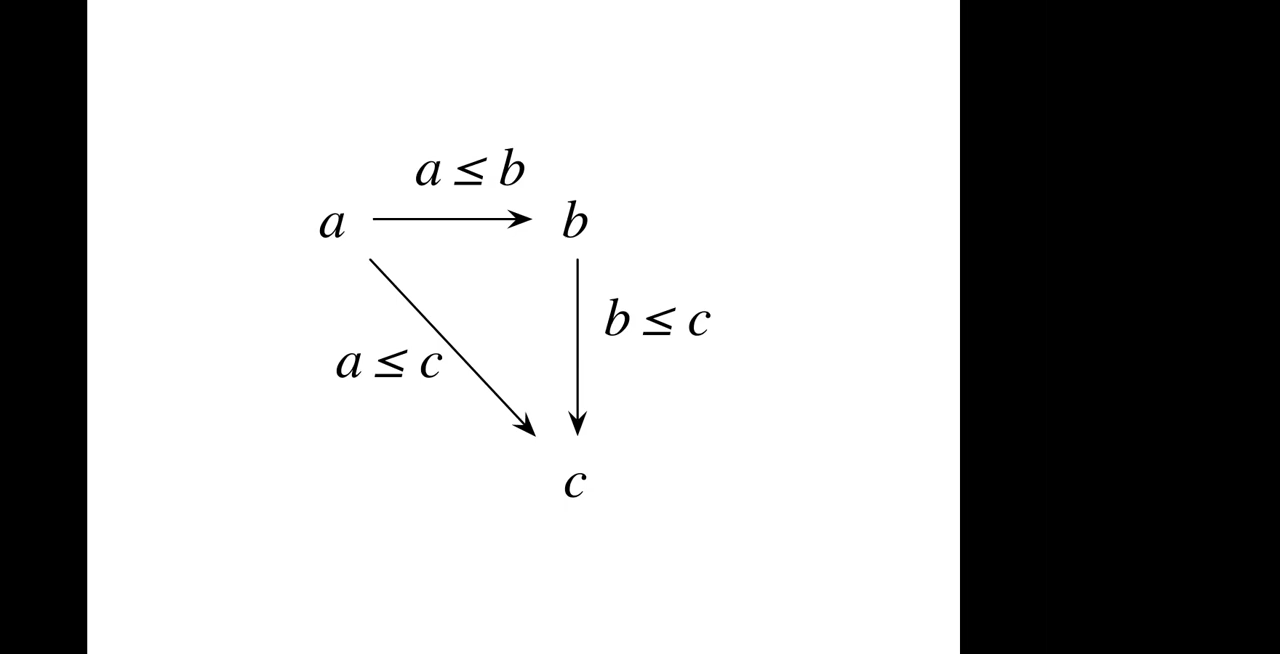 a ≤ b
a
b
b ≤ c
a ≤ c
c